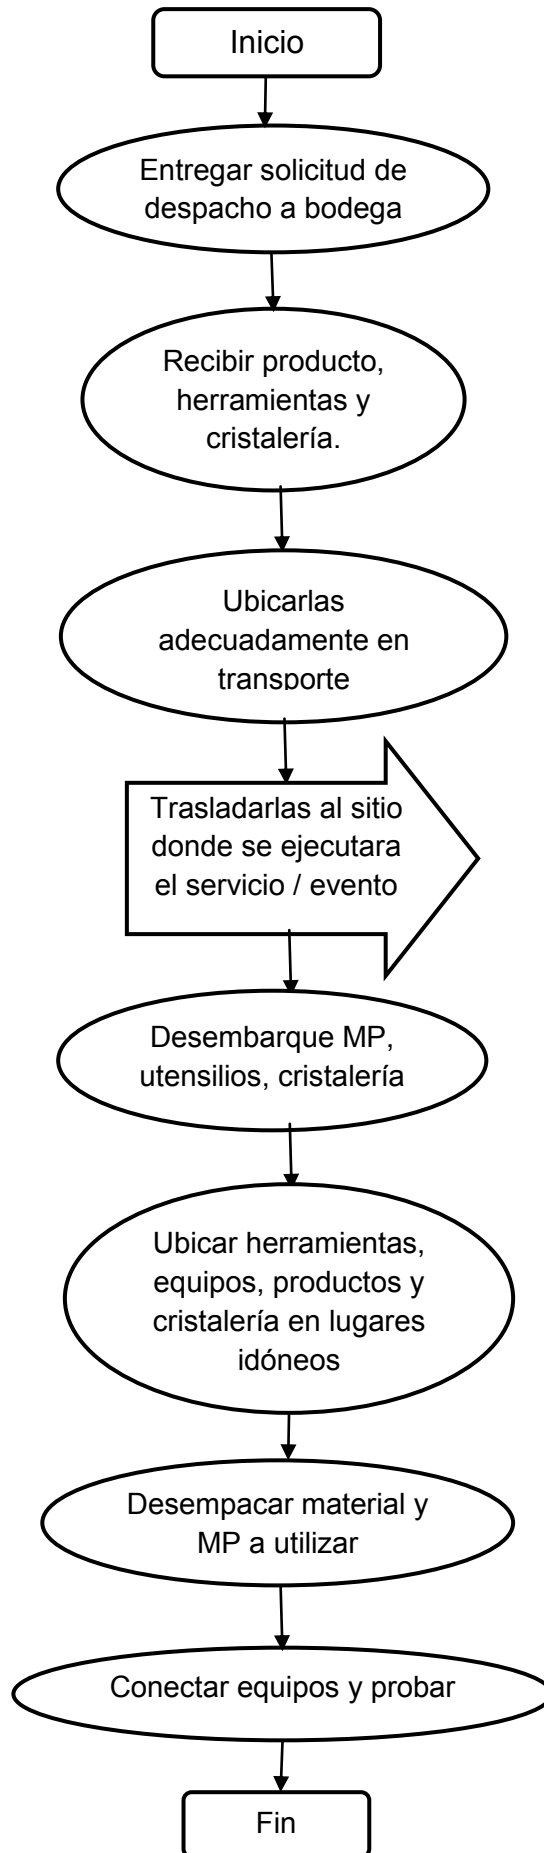 Inicio
Entregar solicitud de
despacho a bodega
Recibir producto,
herramientas y
cristalería.
Ubicarlas
adecuadamente en
transporte
Trasladarlas al sitio
donde se ejecutara
el servicio / evento
Desembarque MP,
utensilios, cristalería
Ubicar herramientas,
equipos, productos y
cristalería en lugares
idóneos
Desempacar material y
MP a utilizar
Conectar equipos y probar
Fin